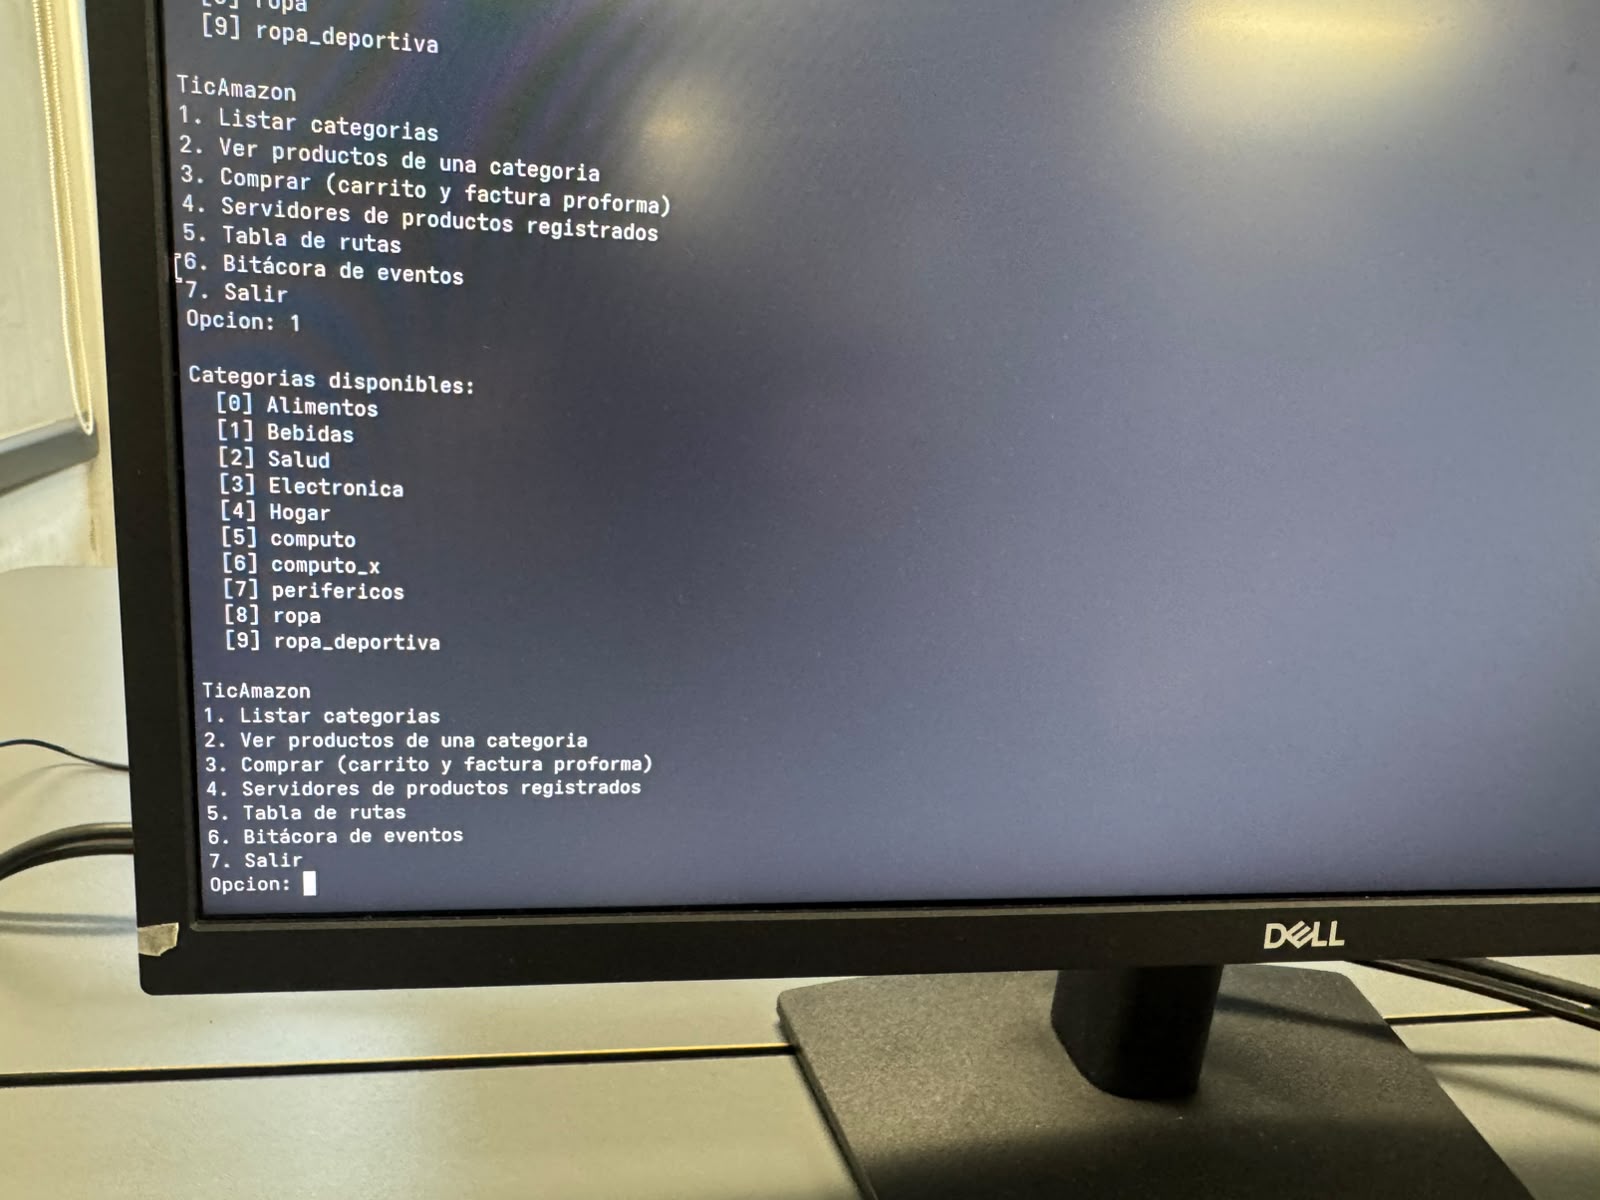 [8] ropa
[9] ropa_deportiva
TicAmazon
1. Listar categorias
2. Ver productos de una categoria
3. Comprar (carrito y factura proforma)
4. Servidores de productos registrados
5. Tabla de rutas
6. Bitácora de eventos
7. Salir
Opcion: 1
Categorias disponibles:
[0] Alimentos
[1] Bebidas
[2] Salud
[3] Electronica
[4] Hogar
[5] computo
[6] computo_x
[7] perifericos
[8] ropa
[9] ropa_deportiva
TicAmazon
1. Listar categorias
2. Ver productos de una categoria
3. Comprar (carrito y factura proforma)
4. Servidores de productos registrados
5. Tabla de rutas
6. Bitácora de eventos
7. Salir
Opcion:
DELL